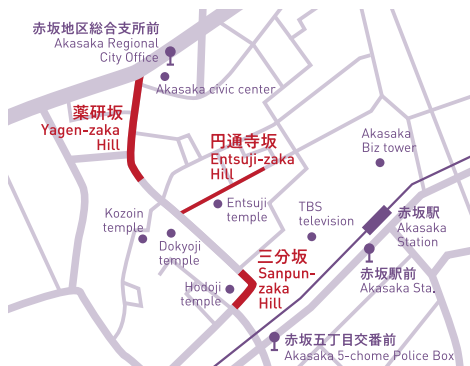 赤坂地区総合支所前
Akasaka Regional
City Office
Akasaka civic center
薬研坂
Yagen-zaka
Hill
円通寺坂
Entsuji-zaka
Hill
Akasaka
Biz tower
Kozoin
temple
Dokyoji
temple
Entsuji
temple
TBS
television
赤坂駅
Akasaka
Station
三分坂
Sanpun-
zaka
Hill
Hodoji
temple
赤坂駅前
Akasaka Sta.
赤坂五丁目交番前
Akasaka 5-chome Police Box